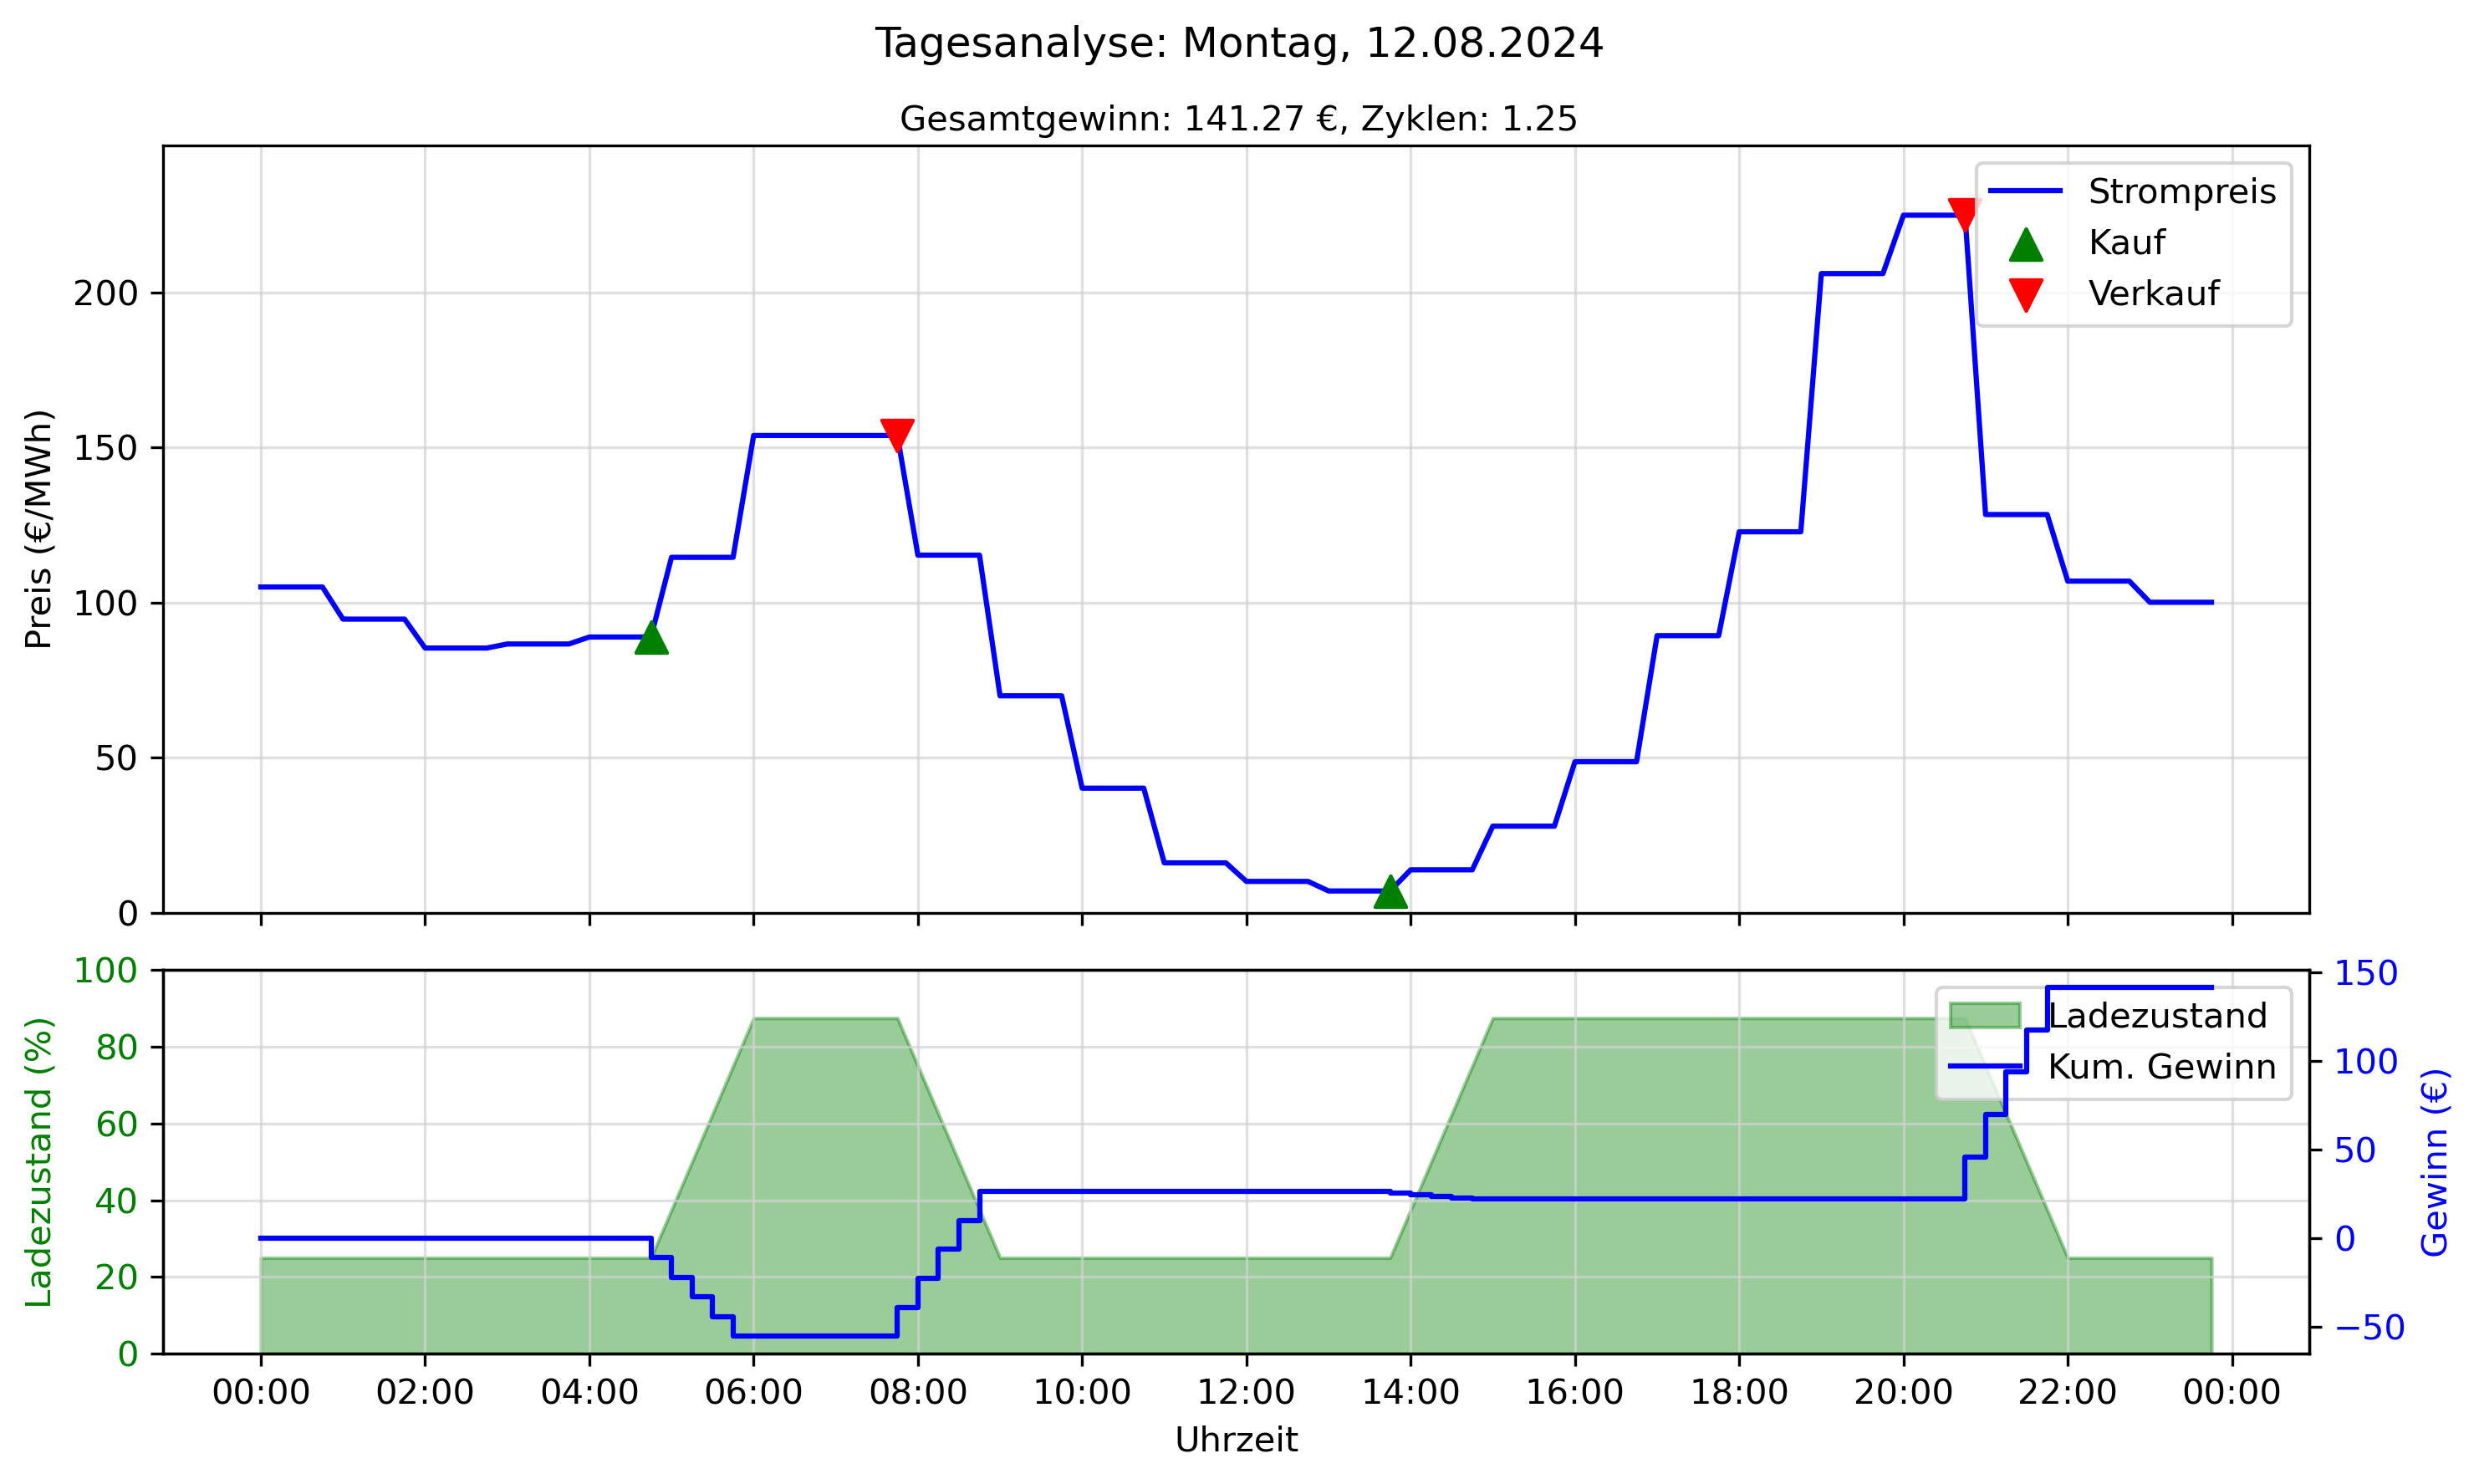 Tagesanalyse: Montag, 12.08.2024
Gesamtgewinn: 141.27 €, Zyklen: 1.25
Preis (€/MWh)
200
150
100
50
0
Strompreis
Kauf
Verkauf
Ladezustand (%)
100
80
60
40
20
0
Ladezustand
Kum. Gewinn
150
100
50
0
−50
Gewinn (€)
00:00 02:00 04:00 06:00 08:00 10:00 12:00 14:00 16:00 18:00 20:00 22:00 00:00
Uhrzeit